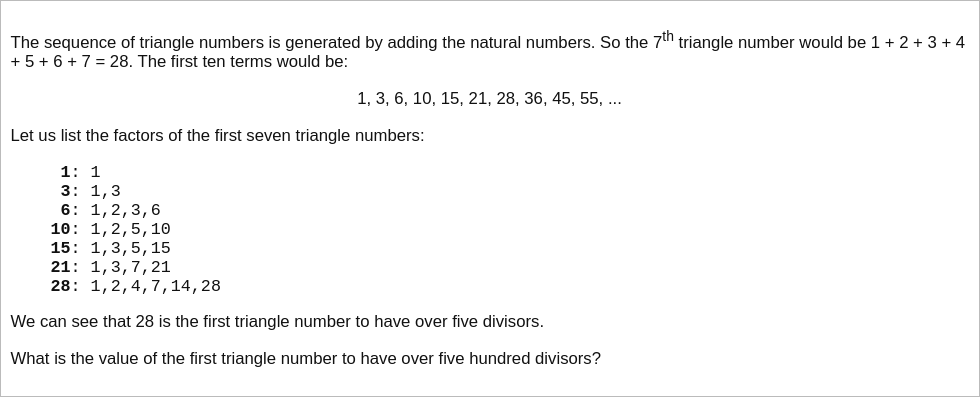 The sequence of triangle numbers is generated by adding the natural numbers. So the 7th triangle number would be 1 + 2 + 3 + 4
+ 5 + 6 + 7 = 28. The first ten terms would be:
1, 3, 6, 10, 15, 21, 28, 36, 45, 55, ...
Let us list the factors of the first seven triangle numbers:
1: 1
3: 1,3
6: 1,2,3,6
10: 1,2,5,10
15: 1,3,5,15
21: 1,3,7,21
28: 1,2,4,7,14,28
We can see that 28 is the first triangle number to have over five divisors.
What is the value of the first triangle number to have over five hundred divisors?